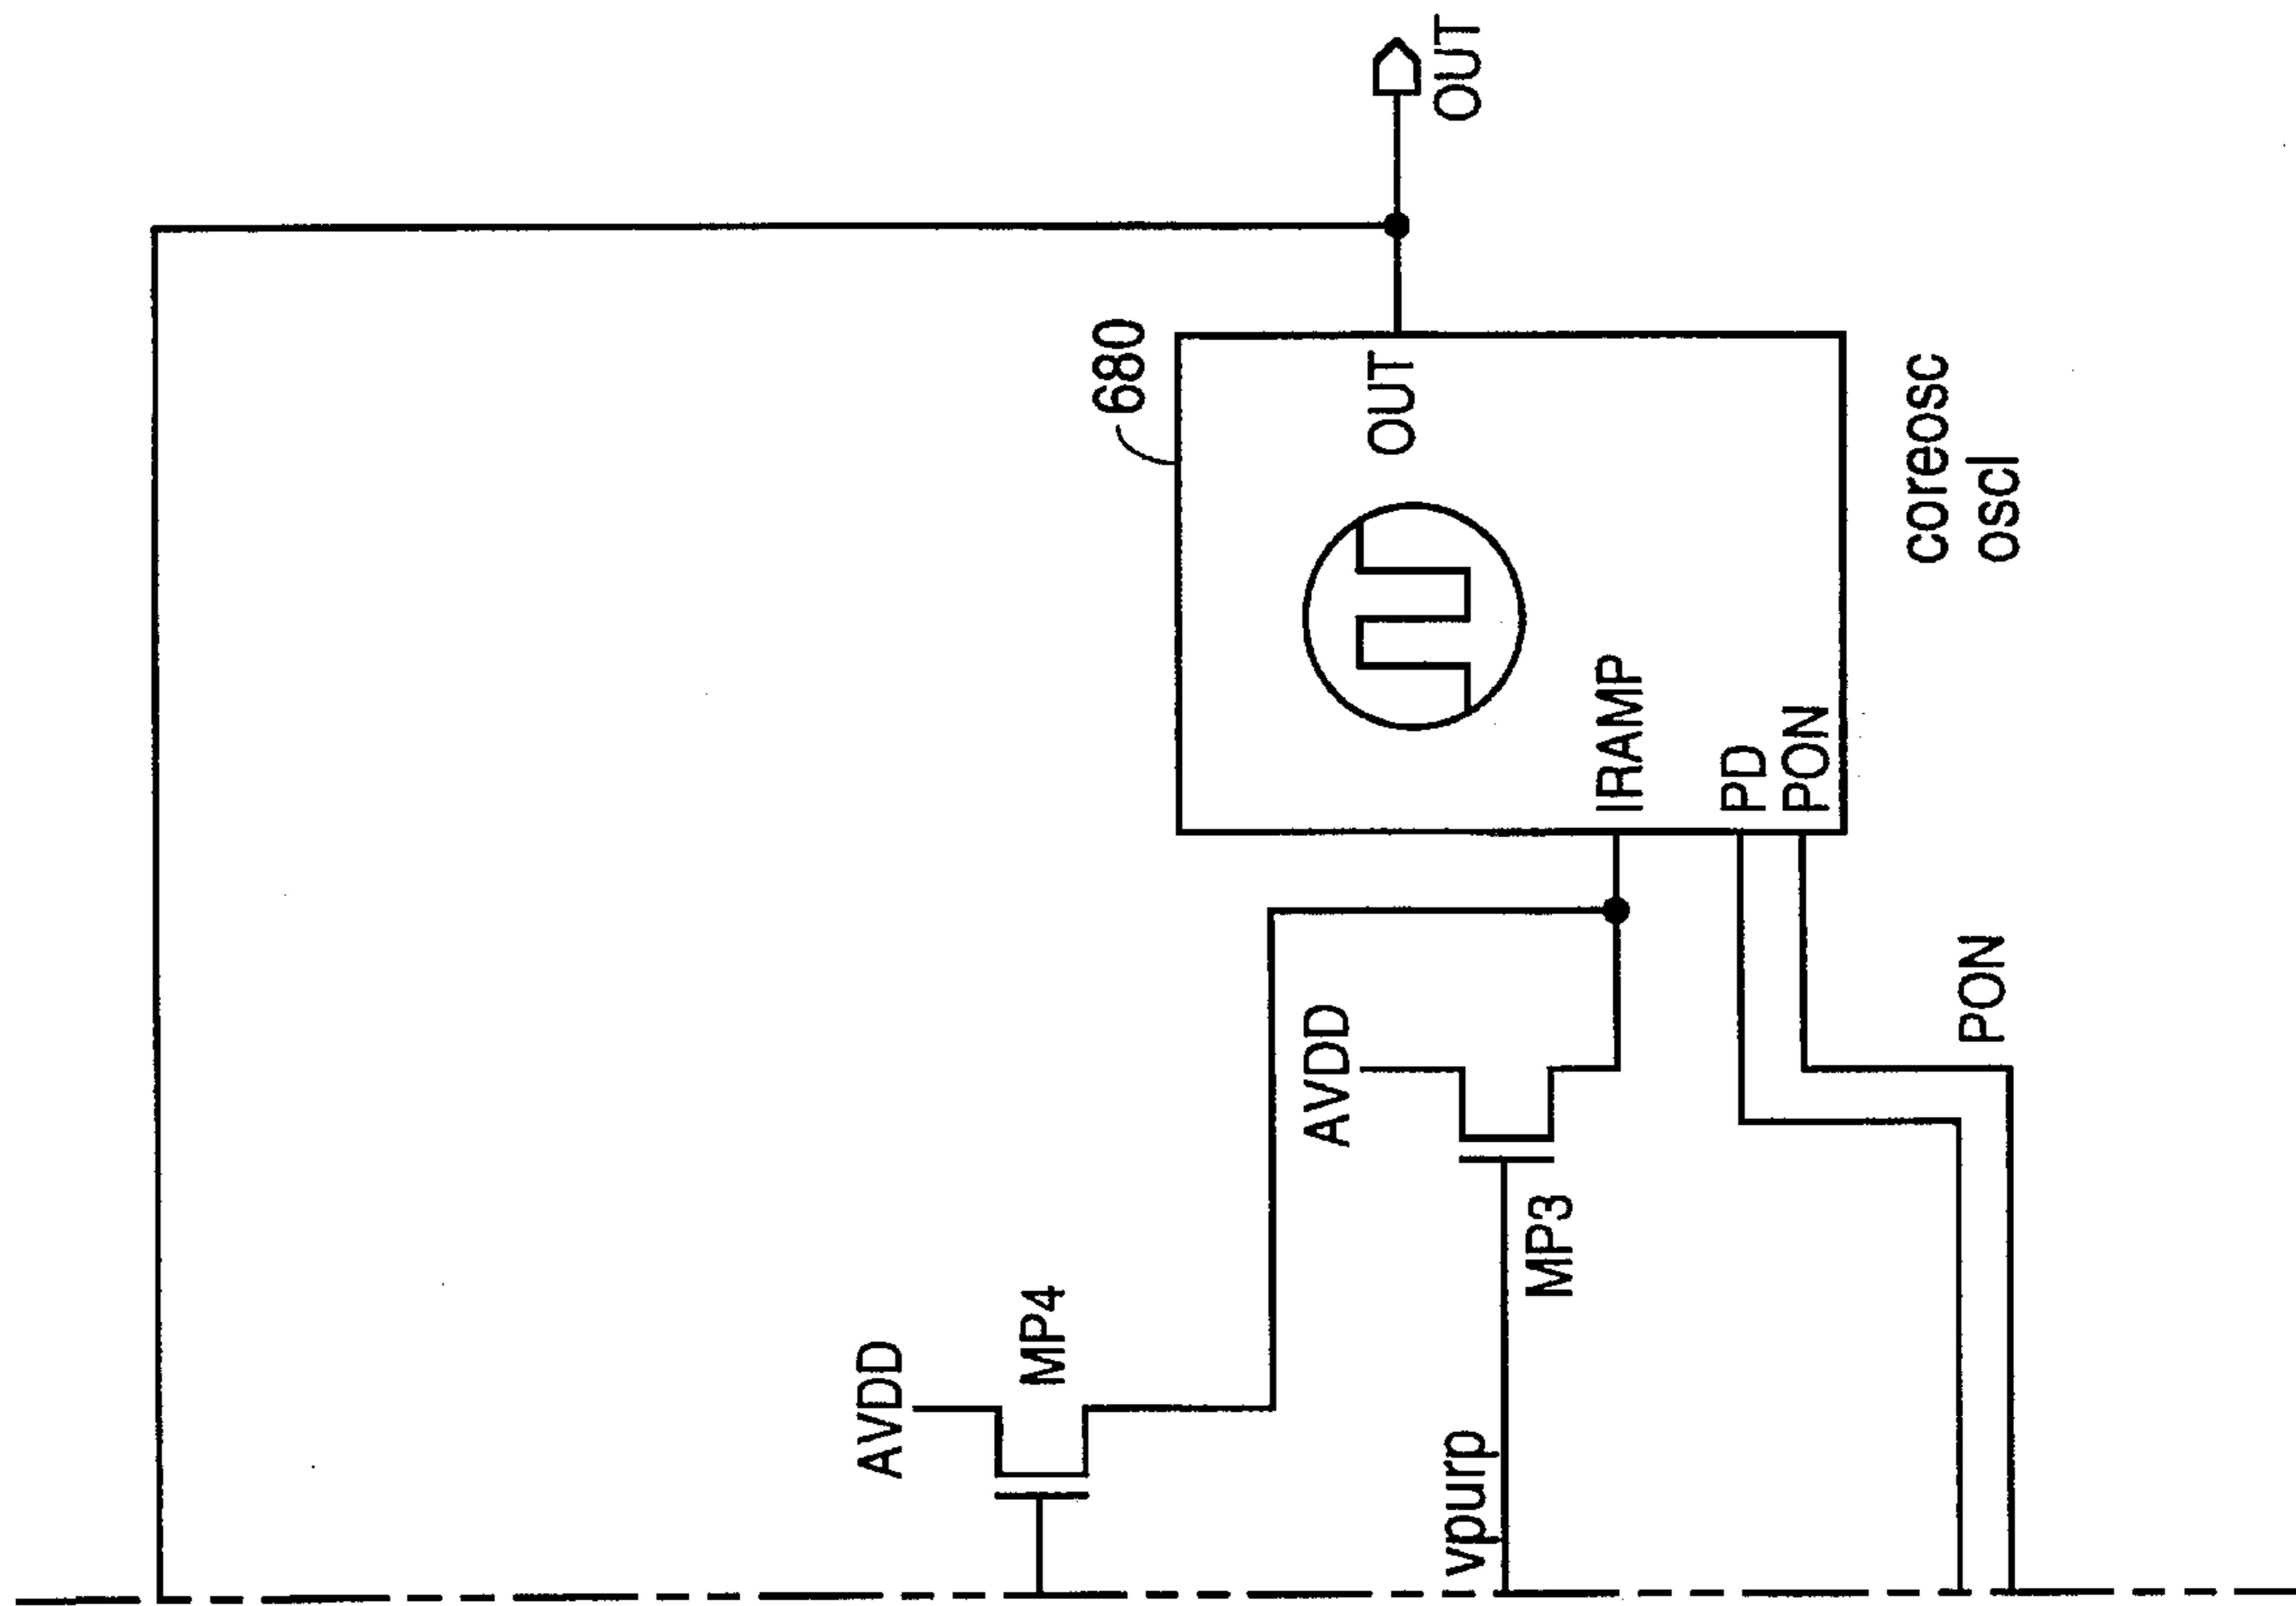 AVDD
MP4
680
AVDD
OUT
OUT
vpurp
MP3
IRAMP
PD
PON
coreosc
oscl
PON